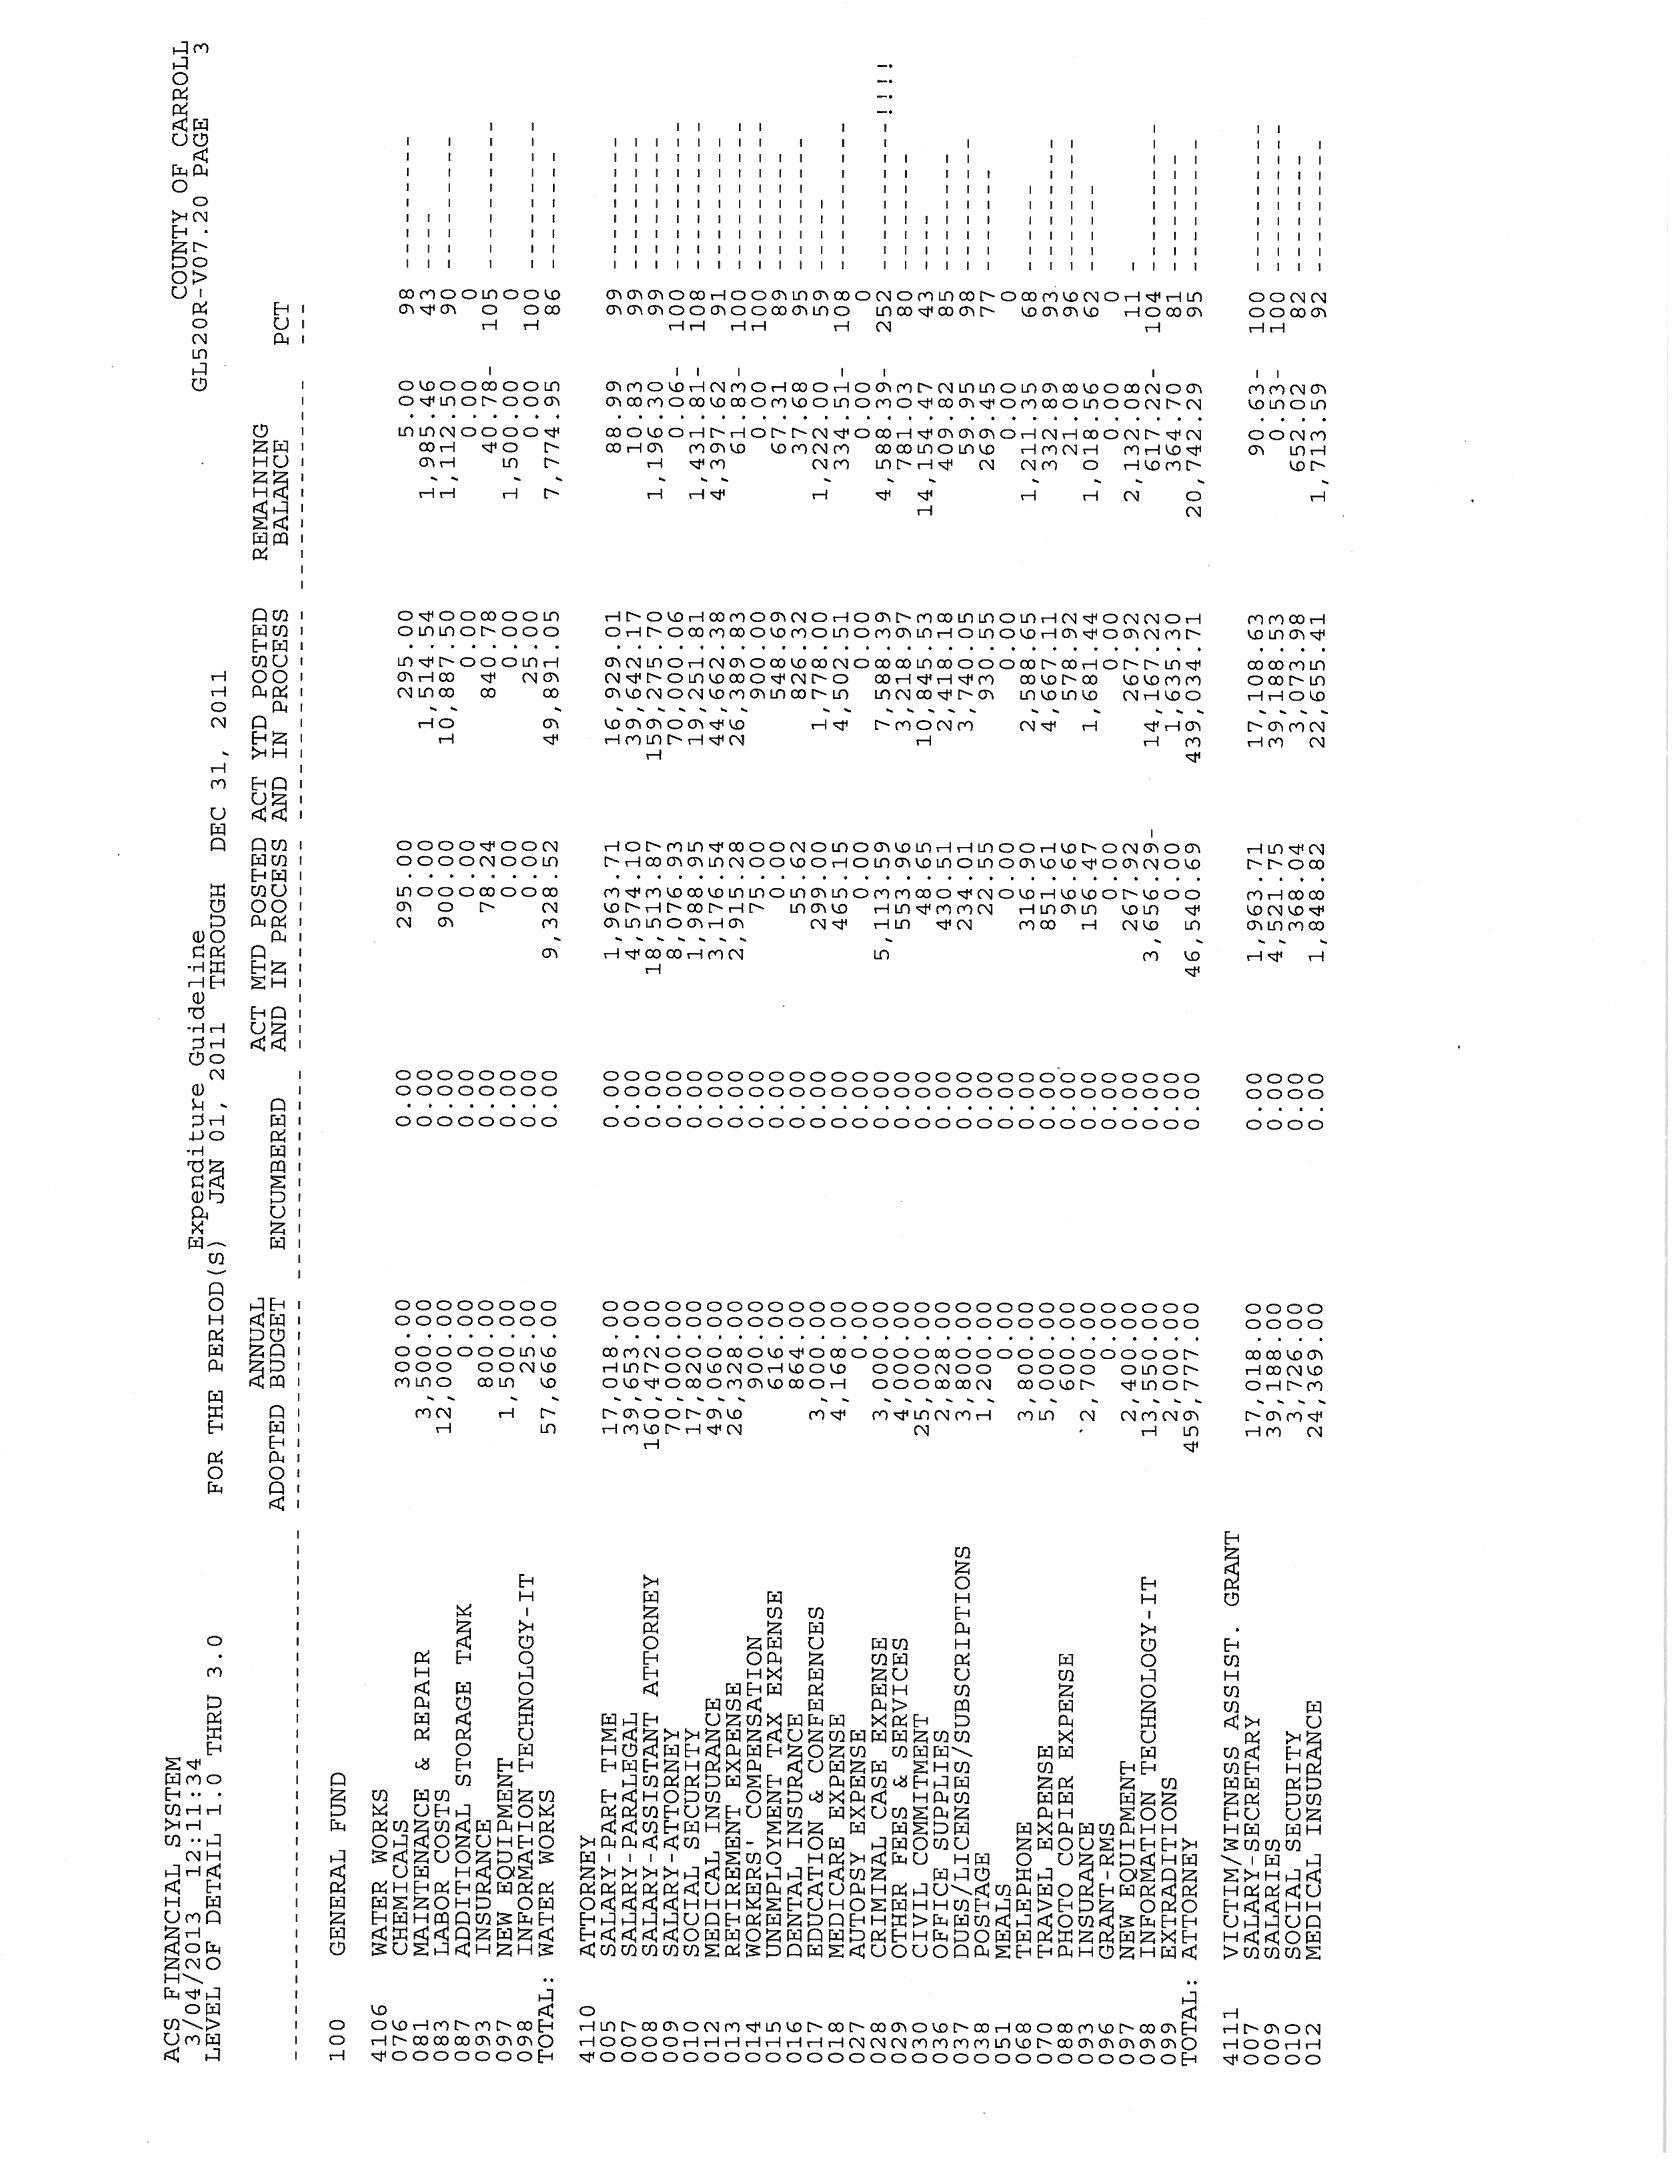 ACS FINANCIAL SYSTEM COUNTY OF CARROLL
3/04/2013 12:11:34 Expenditure Guideline GL520R-V07.20 PAGE 3
LEVEL OF DETAIL 1.0 THRU 3.0 FOR THE PERIOD(S) JAN 01, 2011 THROUGH DEC 31, 2011
ANNUAL ACT MTD POSTED ACT YTD POSTED REMAINING
ADOPTED BUDGET ENCUMBERED AND IN PROCESS AND IN PROCESS BALANCE PCT
100 GENERAL FUND
4106 WATER WORKS
076 CHEMICALS 300.00 0.00 295.00 295.00 5.00 98 ---------
081 MAINTENANCE & REPAIR 3,500.00 0.00 0.00 1,514.54 1,985.46 43 ----
083 LABOR COSTS 12,000.00 0.00 900.00 10,887.50 1,112.50 90 ---------
087 ADDITIONAL STORAGE TANK 0.00 0.00 0.00 0.00 0.00 0
093 INSURANCE 800.00 0.00 78.24 840.78 40.78- 105 ----------
097 NEW EQUIPMENT 1,500.00 0.00 0.00 0.00 1,500.00 0
098 INFORMATION TECHNOLOGY-IT 25.00 0.00 0.00 25.00 0.00 100 ----------
TOTAL: WATER WORKS 57,666.00 0.00 9,328.52 49,891.05 7,774.95 86 --------
4110 ATTORNEY
005 SALARY-PART TIME 17,018.00 0.00 1,963.71 16,929.01 88.99 99 ---------
007 SALARY-PARALEGAL 39,653.00 0.00 4,574.10 39,642.17 10.83 99 ---------
008 SALARY-ASSISTANT ATTORNEY 160,472.00 0.00 18,513.87 159,275.70 1,196.30 99 ---------
009 SALARY-ATTORNEY 70,000.00 0.00 8,076.93 70,000.06 0.06- 100 ----------
010 SOCIAL SECURITY 17,820.00 0.00 1,988.95 19,251.81 1,431.81- 108 ----------
012 MEDICAL INSURANCE 49,060.00 0.00 3,176.54 44,662.38 4,397.62 91 ---------
013 RETIREMENT EXPENSE 26,328.00 0.00 2,915.28 26,389.83 61.83- 100 ----------
014 WORKERS' COMPENSATION 900.00 0.00 75.00 900.00 0.00 100 ----------
015 UNEMPLOYMENT TAX EXPENSE 616.00 0.00 0.00 548.69 67.31 89 --------
016 DENTAL INSURANCE 864.00 0.00 55.62 826.32 37.68 95 ---------
017 EDUCATION & CONFERENCES 3,000.00 0.00 299.00 1,778.00 1,222.00 59 -----
018 MEDICARE EXPENSE 4,168.00 0.00 465.15 4,502.51 334.51- 108 ----------
027 AUTOPSY EXPENSE 0.00 0.00 0.00 0.00 0.00 0
028 CRIMINAL CASE EXPENSE 3,000.00 0.00 5,113.59 7,588.39 4,588.39- 252 ----------!!!!
029 OTHER FEES & SERVICES 4,000.00 0.00 553.96 3,218.97 781.03 80 --------
030 CIVIL COMMITMENT 25,000.00 0.00 48.65 10,845.53 14,154.47 43 ----
036 OFFICE SUPPLIES 2,828.00 0.00 430.51 2,418.18 409.82 85 --------
037 DUES/LICENSES/SUBSCRIPTIONS 3,800.00 0.00 234.01 3,740.05 59.95 98 ---------
038 POSTAGE 1,200.00 0.00 22.55 930.55 269.45 77 -------
051 MEALS 0.00 0.00 0.00 0.00 0.00 0
068 TELEPHONE 3,800.00 0.00 316.90 2,588.65 1,211.35 68 ------
070 TRAVEL EXPENSE 5,000.00 0.00 851.61 4,667.11 332.89 93 ---------
088 PHOTO COPIER EXPENSE 600.00 0.00 96.66 578.92 21.08 96 ---------
093 INSURANCE 2,700.00 0.00 156.47 1,681.44 1,018.56 62 ------
096 GRANT-RMS 0.00 0.00 0.00 0.00 0.00 0
097 NEW EQUIPMENT 2,400.00 0.00 267.92 267.92 2,132.08 11 -
098 INFORMATION TECHNOLOGY-IT 13,550.00 0.00 3,656.29- 14,167.22 617.22- 104 ----------
099 EXTRADITIONS 2,000.00 0.00 0.00 1,635.30 364.70 81 --------
TOTAL: ATTORNEY 459,777.00 0.00 46,540.69 439,034.71 20,742.29 95 ---------
4111 VICTIM/WITNESS ASSIST. GRANT
007 SALARY-SECRETARY 17,018.00 0.00 1,963.71 17,108.63 90.63- 100 ----------
009 SALARIES 39,188.00 0.00 4,521.75 39,188.53 0.53- 100 ----------
010 SOCIAL SECURITY 3,726.00 0.00 368.04 3,073.98 652.02 82 --------
012 MEDICAL INSURANCE 24,369.00 0.00 1,848.82 22,655.41 1,713.59 92 ---------